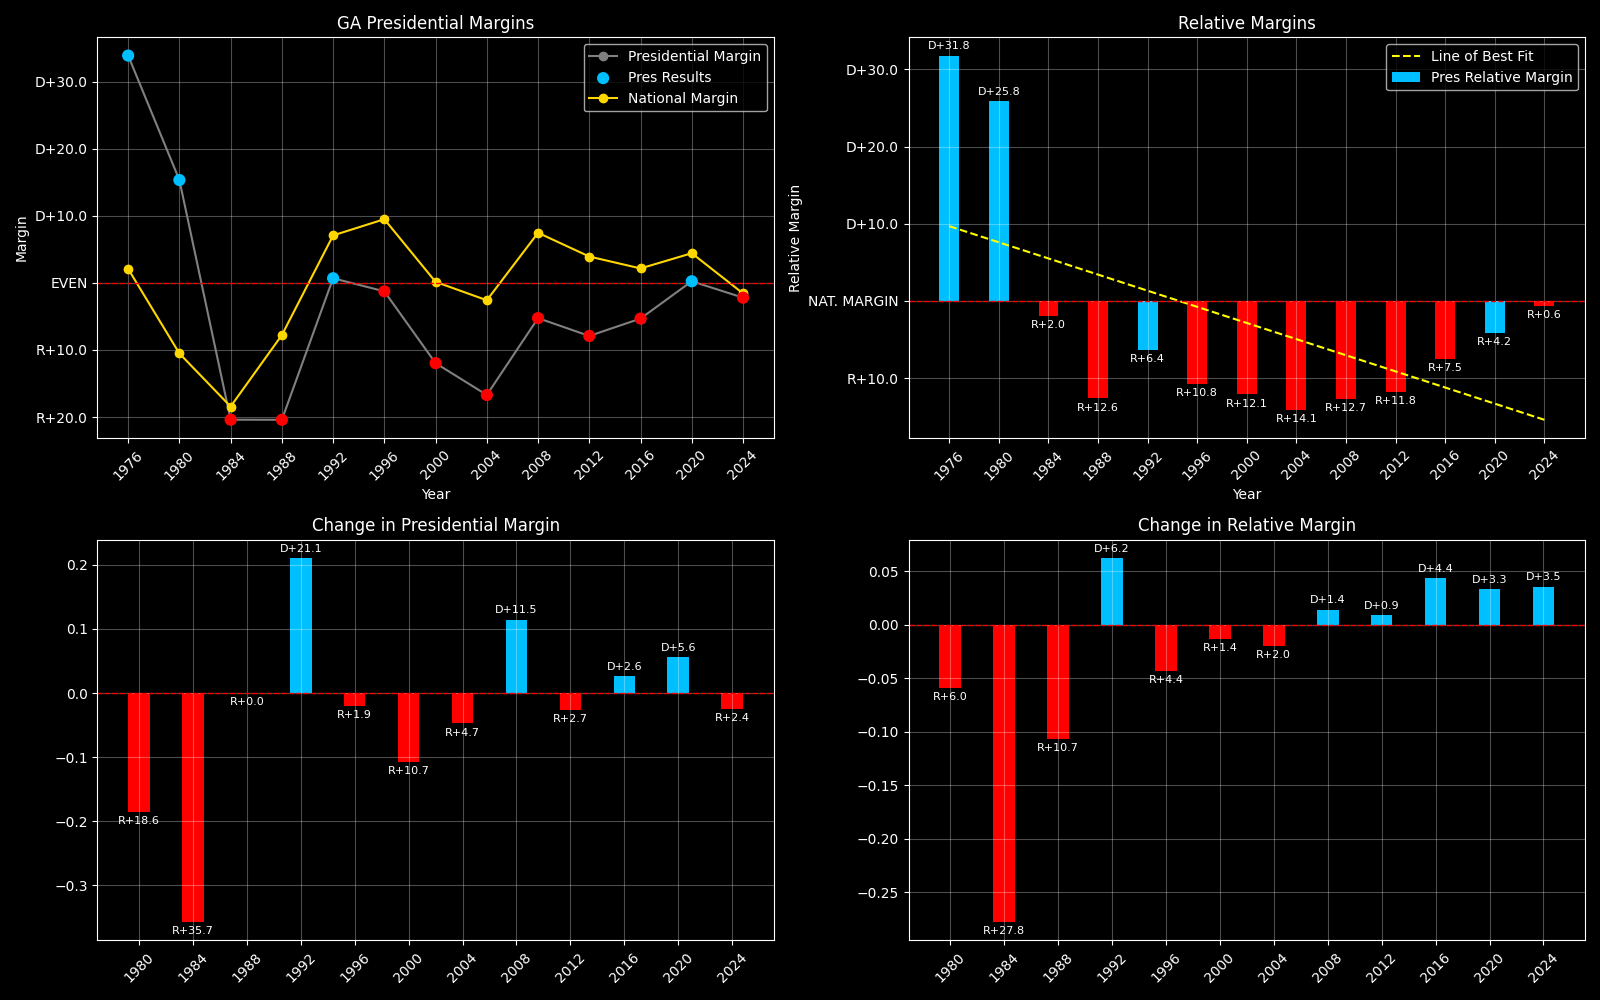 GA Presidential Margins
Presidential Margin
Pres Results
National Margin
Margin
D+30.0
D+20.0
D+10.0
EVEN
R+10.0
R+20.0
1976
1980
1984
1988
1992
1996
2000
2004
2008
2012
2016
2020
2024
Year
Relative Margins
Line of Best Fit
Pres Relative Margin
Relative Margin
D+30.0
D+20.0
D+10.0
NAT. MARGIN
R+10.0
D+31.8
D+25.8
R+2.0
R+12.6
R+6.4
R+10.8
R+12.1
R+14.1
R+12.7
R+11.8
R+7.5
R+4.2
R+0.6
1976
1980
1984
1988
1992
1996
2000
2004
2008
2012
2016
2020
2024
Year
Change in Presidential Margin
0.2
0.1
0.0
−0.1
−0.2
−0.3
R+18.6
R+35.7
R+0.0
D+21.1
R+1.9
R+10.7
R+4.7
D+11.5
R+2.7
D+2.6
D+5.6
R+2.4
1980
1984
1988
1992
1996
2000
2004
2008
2012
2016
2020
2024
Change in Relative Margin
0.05
0.00
−0.05
−0.10
−0.15
−0.20
−0.25
R+6.0
R+27.8
R+10.7
D+6.2
R+4.4
R+1.4
R+2.0
D+1.4
D+0.9
D+4.4
D+3.3
D+3.5
1980
1984
1988
1992
1996
2000
2004
2008
2012
2016
2020
2024